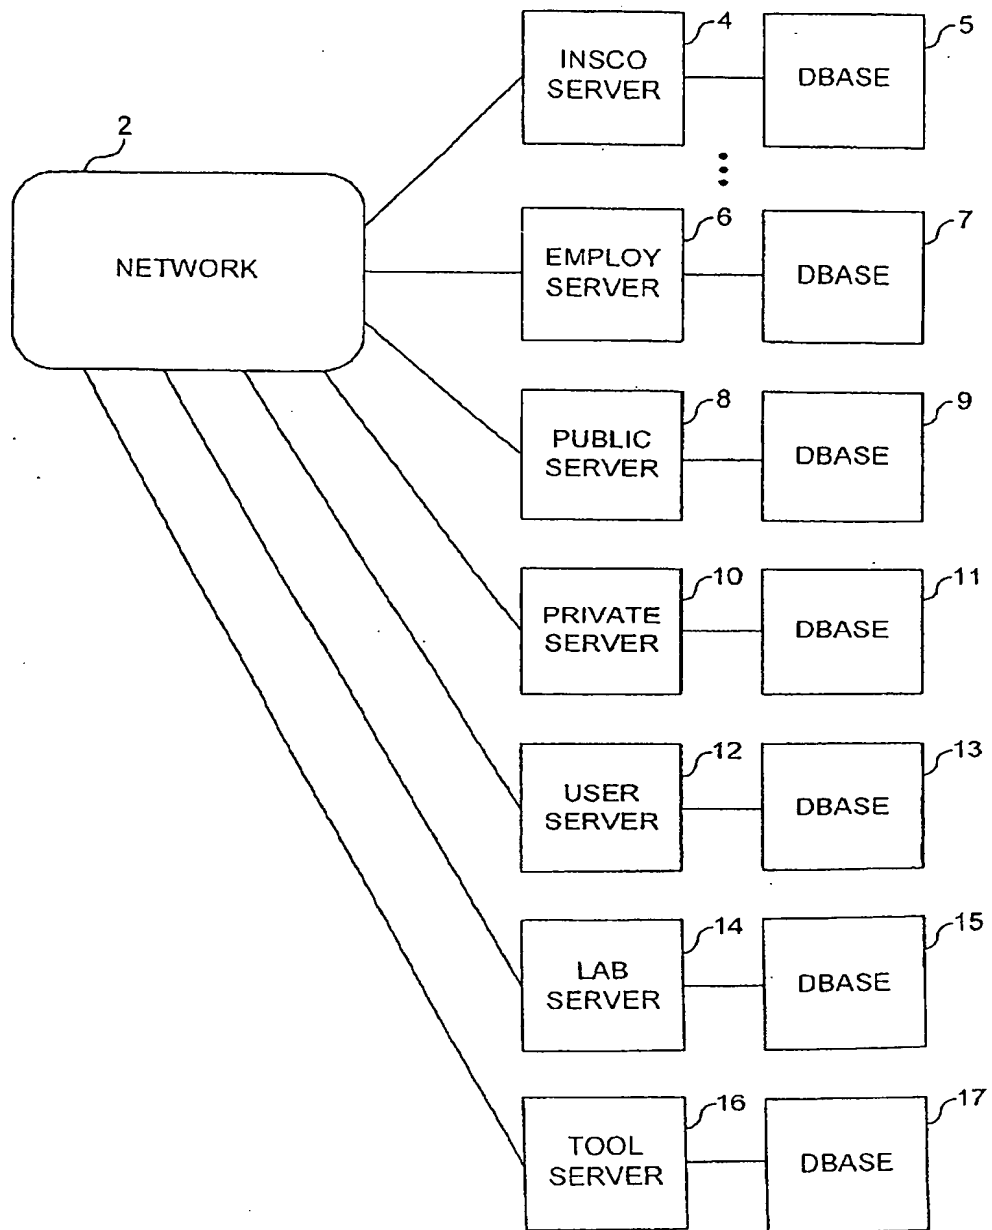 4
5
INSCO
SERVER
DBASE
2
6
7
NETWORK
EMPLOY
SERVER
DBASE
8
9
PUBLIC
SERVER
DBASE
10
11
PRIVATE
SERVER
DBASE
12
13
USER
SERVER
DBASE
14
15
LAB
SERVER
DBASE
16
17
TOOL
SERVER
DBASE